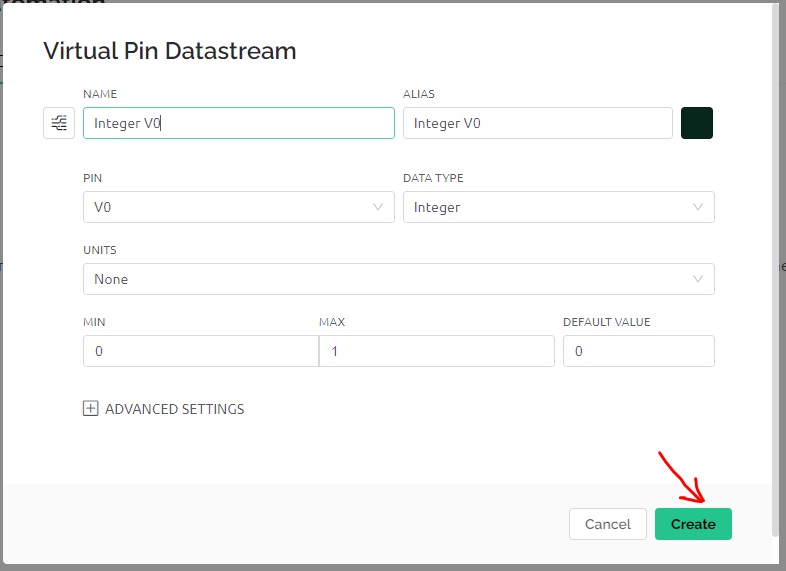 Virtual Pin Datastream
NAME ALIAS
Integer V0 Integer V0
PIN DATA TYPE
V0 Integer
UNITS
None
MIN MAX DEFAULT VALUE
0 1 0
ADVANCED SETTINGS
Cancel Create